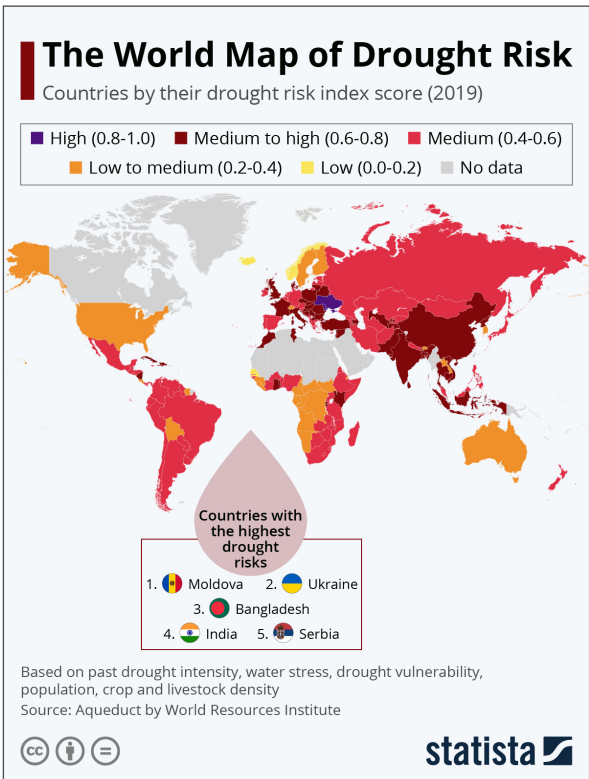 The World Map of Drought Risk
Countries by their drought risk index score (2019)
High (0.8-1.0) Medium to high (0.6-0.8) Medium (0.4-0.6)
Low to medium (0.2-0.4) Low (0.0-0.2) No data
Countries with
the highest
drought
risks
1. Moldova 2. Ukraine
3. Bangladesh
4. India 5. Serbia
Based on past drought intensity, water stress, drought vulnerability,
population, crop and livestock density
Source: Aqueduct by World Resources Institute
cc =
statista